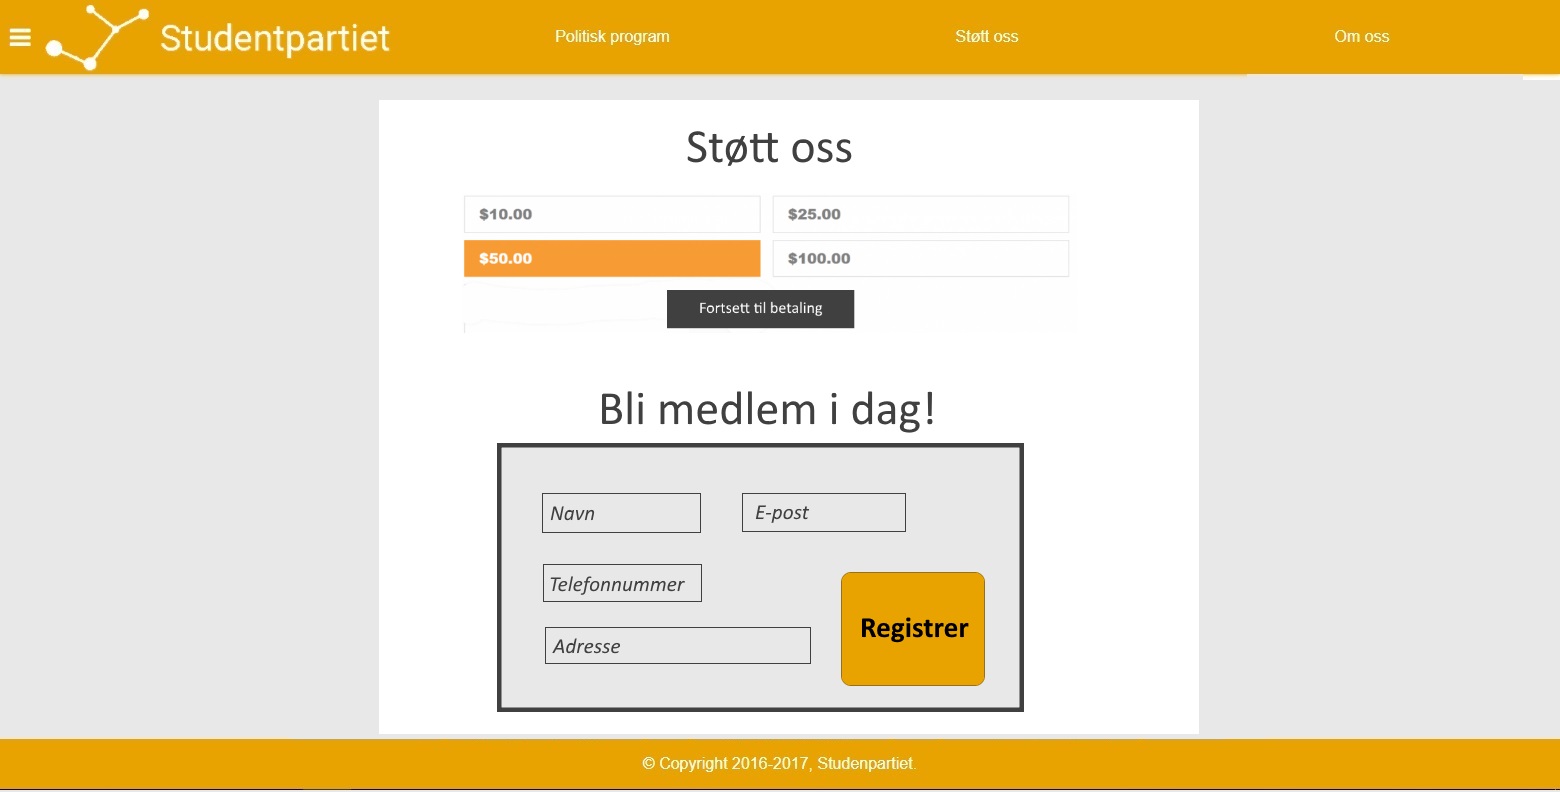 Studentpartiet
Politisk program
Støtt oss
Om oss
Støtt oss
$10.00
$25.00
$50.00
$100.00
Fortsett til betaling
Bli medlem i dag!
Navn
E-post
Telefonnummer
Adresse
Registrer
© Copyright 2016-2017, Studenpartiet.